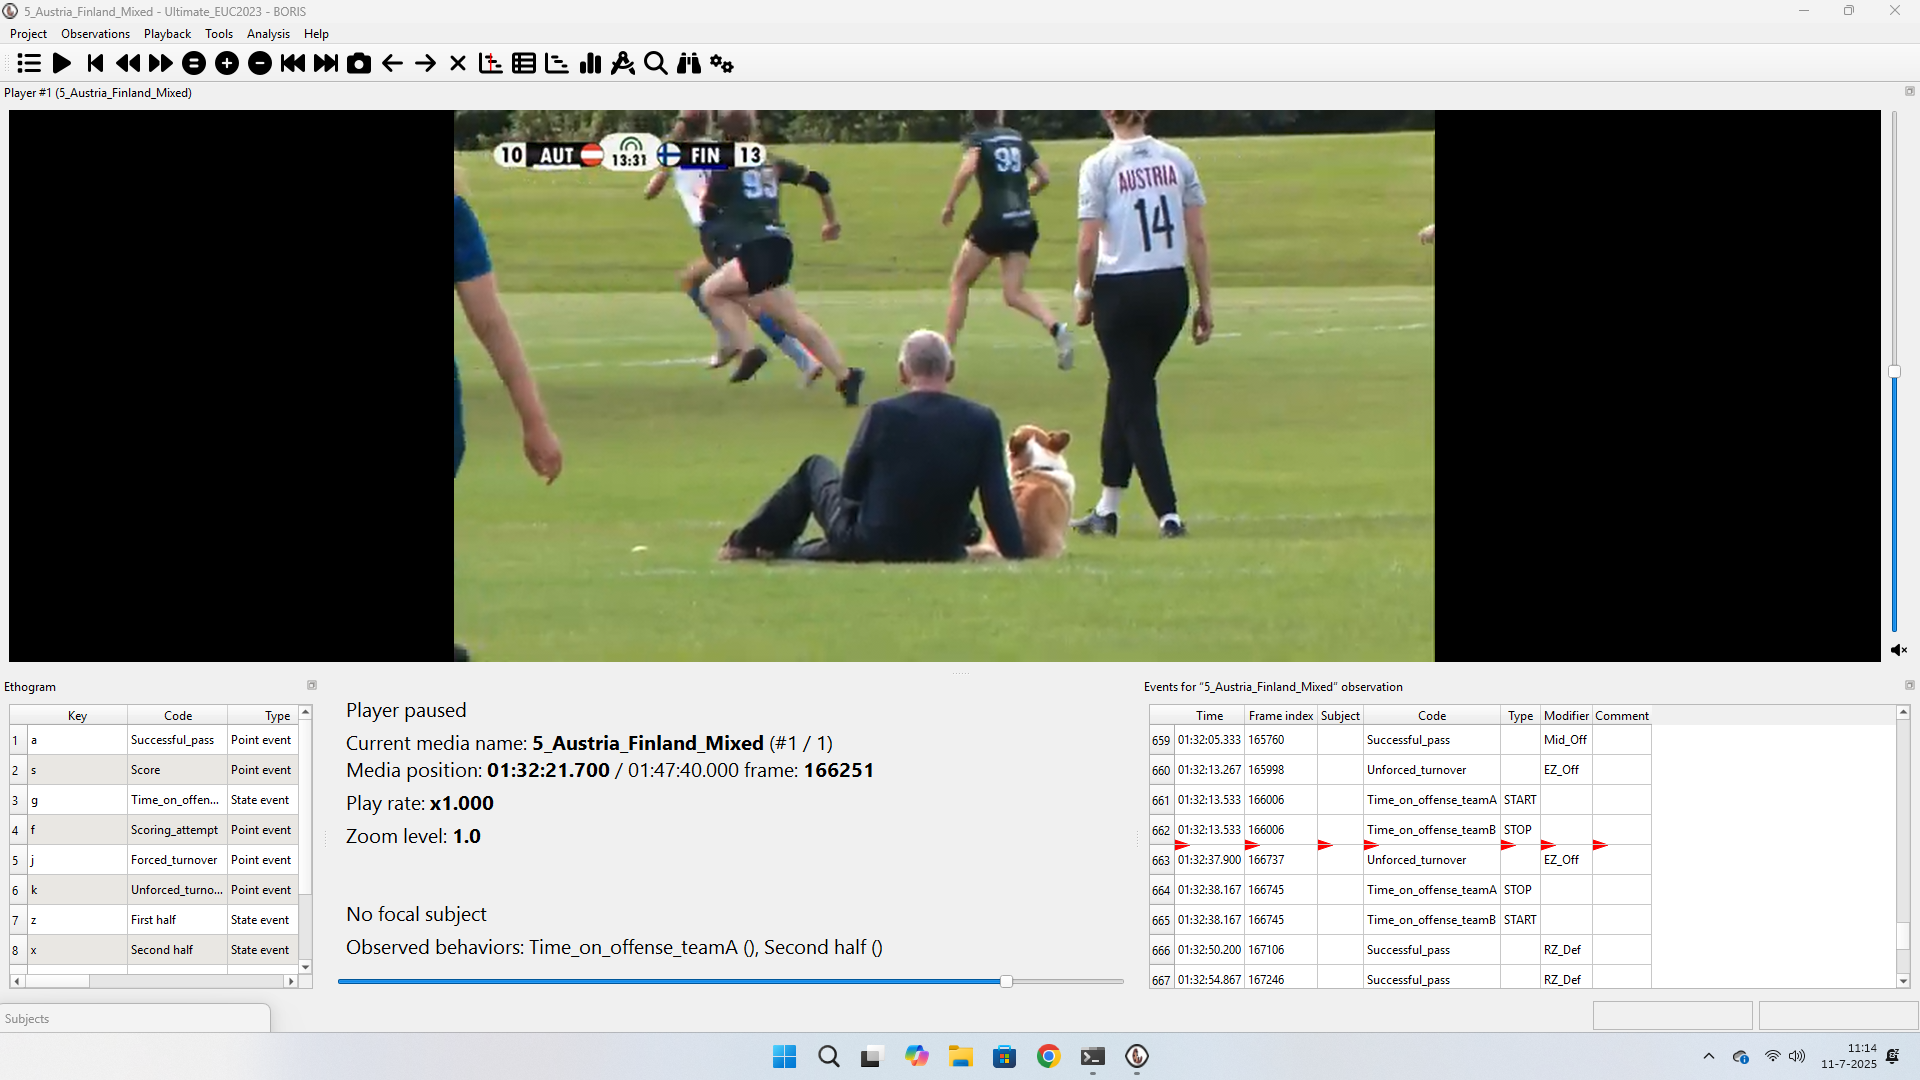 5_Austria_Finland_Mixed - Ultimate_EUC2023 - BORIS
Project Observations Playback Tools Analysis Help
Player #1 (5_Austria_Finland_Mixed)
10 AUT 13:31 FIN 13
99
95
AUSTRIA
14
Ethogram
Key Code Type
1 a Successful_pass Point event
2 s Score Point event
3 g Time_on_offen... State event
4 f Scoring_attempt Point event
5 j Forced_turnover Point event
6 k Unforced_turno... Point event
7 z First half State event
8 x Second half State event
Player paused
Current media name: 5_Austria_Finland_Mixed (#1 / 1)
Media position: 01:32:21.700 / 01:47:40.000 frame: 166251
Play rate: x1.000
Zoom level: 1.0
No focal subject
Observed behaviors: Time_on_offense_teamA (), Second half ()
Events for “5_Austria_Finland_Mixed” observation
Time Frame index Subject Code Type Modifier Comment
659 01:32:05.333 165760 Successful_pass Mid_Off
660 01:32:13.267 165998 Unforced_turnover EZ_Off
661 01:32:13.533 166006 Time_on_offense_teamA START
662 01:32:13.533 166006 Time_on_offense_teamB STOP
663 01:32:37.900 166737 Unforced_turnover EZ_Off
664 01:32:38.167 166745 Time_on_offense_teamA STOP
665 01:32:38.167 166745 Time_on_offense_teamB START
666 01:32:50.200 167106 Successful_pass RZ_Def
667 01:32:54.867 167246 Successful_pass RZ_Def
Subjects
11:14
11-7-2025